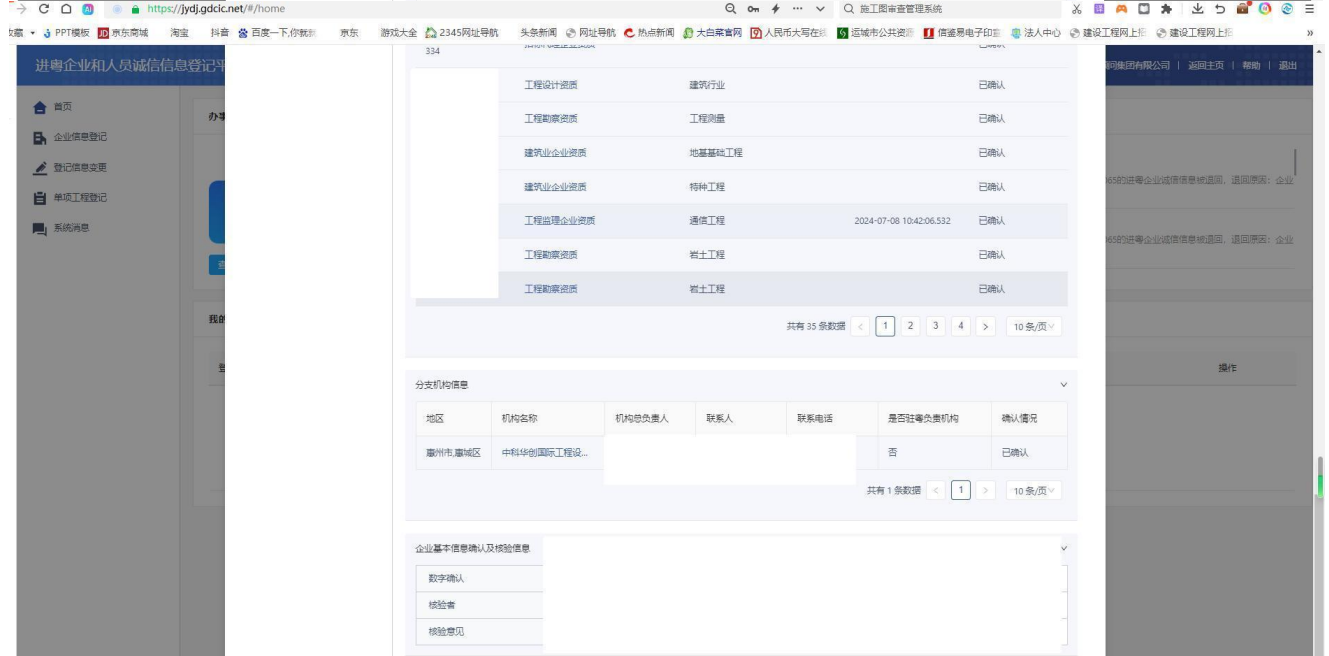 https://jydj.gdcic.net/#/home
施工图审查管理系统
PPT模板 JD 京东商城 淘宝 抖音 百度一下,你就 京东 游戏大全 2345网址导航 头条新闻 网址导航 热点新闻 大白菜官网 人民币大写在线 运城市公共资源 信鉴易电子印章 法人中心 建设工程网上招 建设工程网上招
进粤企业和人员诚信信息登记平
问集团有限公司 | 返回主页 | 帮助 | 退出
首页
企业信息登记
登记信息变更
单项工程登记
系统消息
334
工程设计资质 建筑行业 已确认
工程勘察资质 工程测量 已确认
建筑业企业资质 地基基础工程 已确认
建筑业企业资质 特种工程 已确认
工程监理企业资质 通信工程 2024-07-08 10:42:06.532 已确认
工程勘察资质 岩土工程 已确认
工程勘察资质 岩土工程 已确认
共有 35 条数据 < 1 2 3 4 > 10 条/页
065的进粤企业诚信信息被退回，退回原因：企业
065的进粤企业诚信信息被退回，退回原因：企业
操作
分支机构信息
地区 机构名称 机构总负责人 联系人 联系电话 是否驻粤负责机构 确认情况
惠州市,惠城区 中科华创国际工程设... 否 已确认
共有 1 条数据 < 1 > 10 条/页
企业基本信息确认及核验信息
数字确认
核验者
核验意见